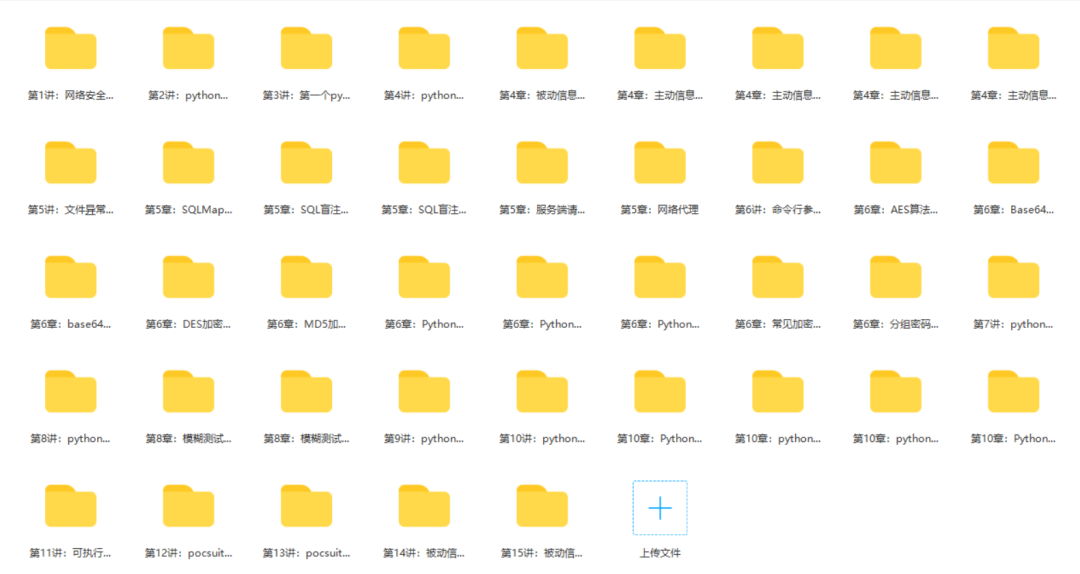 第1讲：网络安全...
第2讲：python...
第3讲：第一个py...
第4讲：python...
第4章：被动信息...
第4章：主动信息...
第4章：主动信息...
第4章：主动信息...
第4章：主动信息...
第5讲：文件异常...
第5章：SQLMap...
第5章：SQL盲注...
第5章：SQL盲注...
第5章：服务端请...
第5章：网络代理
第6讲：命令行参...
第6章：AES算法...
第6章：Base64...
第6章：base64...
第6章：DES加密...
第6章：MD5加...
第6章：Python...
第6章：Python...
第6章：Python...
第6章：常见加密...
第6章：分组密码...
第7讲：python...
第8讲：python...
第8章：模糊测试...
第8章：模糊测试...
第9讲：python...
第10讲：python...
第10章：Python...
第10章：python...
第10章：python...
第10章：Python...
第11讲：可执行...
第12讲：pocsuit...
第13讲：pocsuit...
第14讲：被动信...
第15讲：被动信...
上传文件